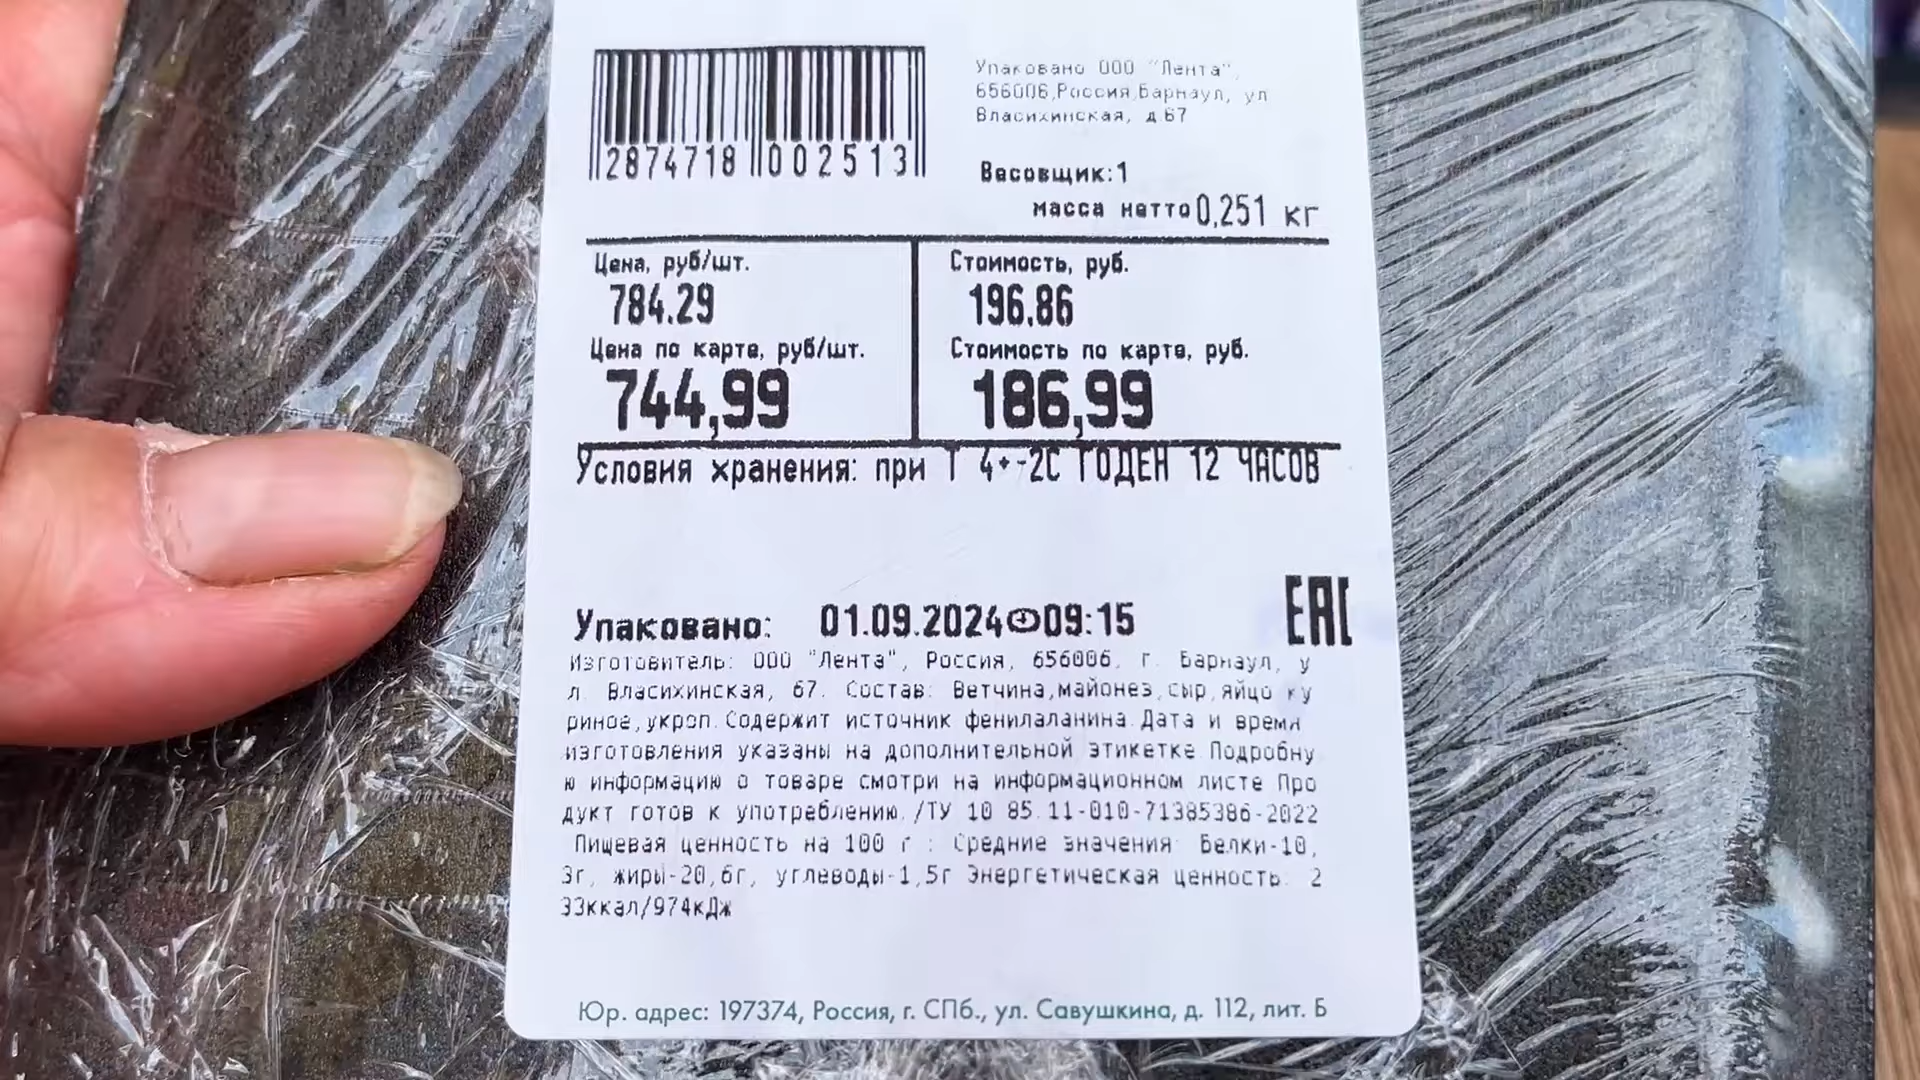 Упаковано ООО "Лента",
656006,Россия,Барнаул, ул
Власихинская, д.67
2874718 002513
Весовщик:1
масса нетто 0,251 кг
Цена, руб/шт.
784.29
Стоимость, руб.
196.86
Цена по карте, руб/шт.
744,99
Стоимость по карте, руб.
186,99
Условия хранения: при Т 4+-2С ГОДЕН 12 ЧАСОВ
EAC
Упаковано: 01.09.2024 09:15
Изготовитель: ООО "Лента", Россия, 656006, г. Барнаул, у
л. Власихинская, 67. Состав: Ветчина,майонез,сыр,яйцо ку
риное,укроп.Содержит источник фенилаланина.Дата и время
изготовления указаны на дополнительной этикетке.Подробну
ю информацию о товаре смотри на информационном листе.Про
дукт готов к употреблению./ТУ 10.85.11-010-71385386-2022
Пищевая ценность на 100 г : Средние значения: Белки-10,
3г, жиры-20,6г, углеводы-1,5г Энергетическая ценность: 2
33ккал/974кДж
Юр. адрес: 197374, Россия, г. СПб., ул. Савушкина, д. 112, лит. Б